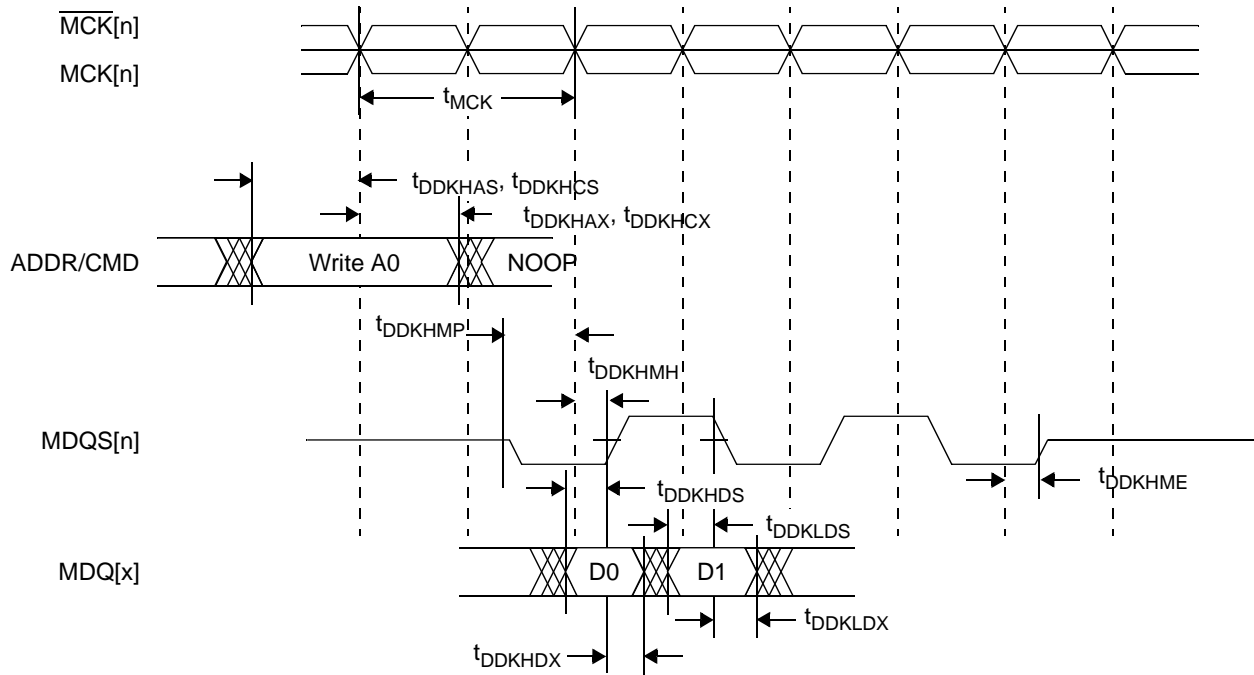 MCK[n]
MCK[n]
tMCK
tDDKHAS, tDDKHCS
tDDKHAX, tDDKHCX
ADDR/CMD
Write A0
NOOP
tDDKHMP
tDDKHMH
MDQS[n]
tDDKHME
tDDKHDS
tDDKLDS
MDQ[x]
D0
D1
tDDKLDX
tDDKHDX